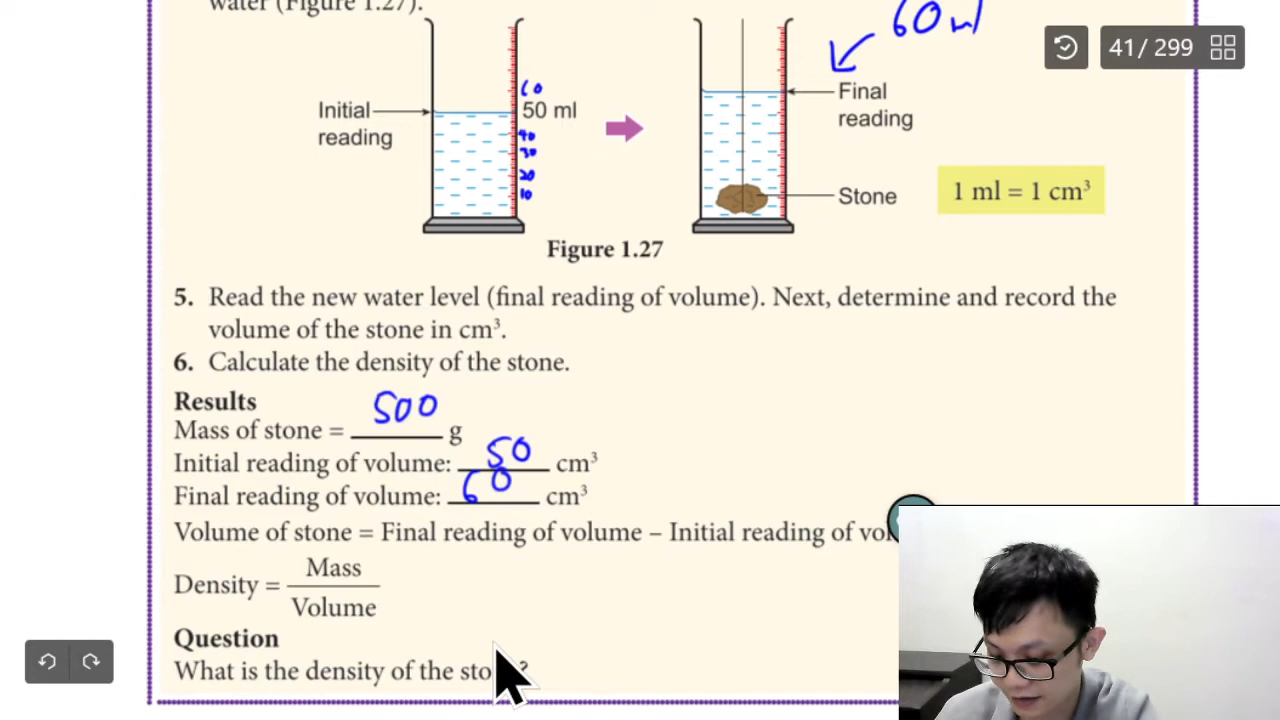 water (Figure 1.27).
60 ml
41 / 299
60
Initial reading
50 ml
40
30
20
10
Final reading
Stone
1 ml = 1 cm³
Figure 1.27
5. Read the new water level (final reading of volume). Next, determine and record the
volume of the stone in cm³.
6. Calculate the density of the stone.
Results
Mass of stone = 500 g
Initial reading of volume: 50 cm³
Final reading of volume: 60 cm³
Volume of stone = Final reading of volume – Initial reading of
Density = Mass
Volume
Question
What is the density of the